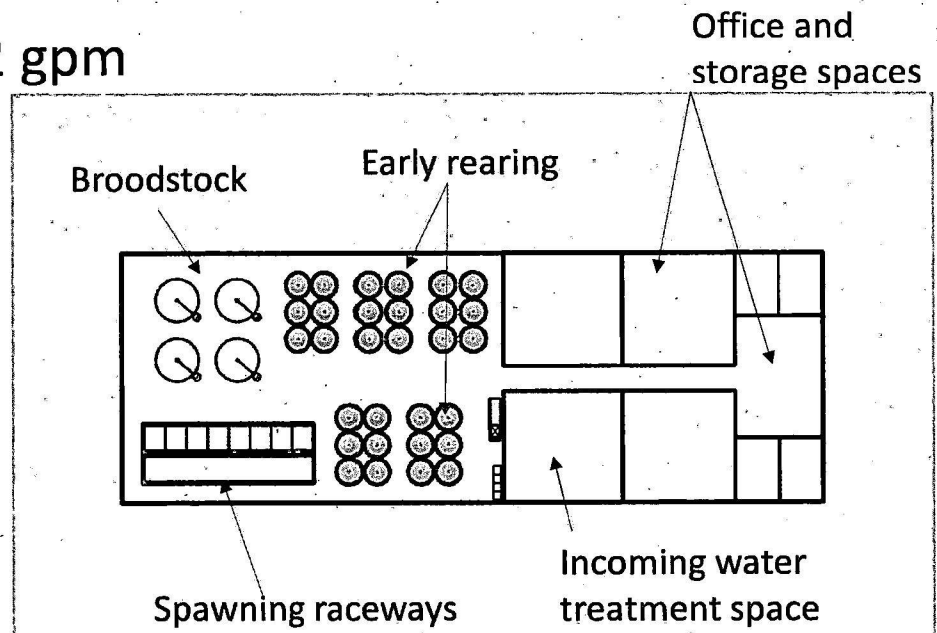 gpm
Office and
storage spaces
Broodstock
Early rearing
Incoming water
treatment space
Spawning raceways